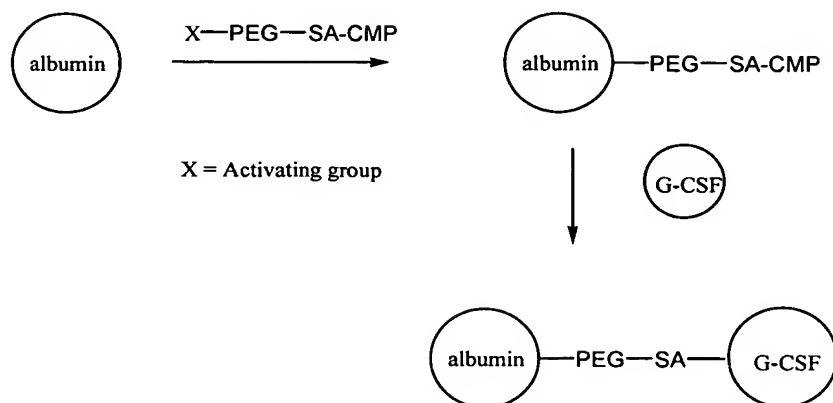 X—PEG—SA-CMP
albumin
albumin—PEG—SA-CMP
X = Activating group
G-CSF
albumin—PEG—SA—G-CSF